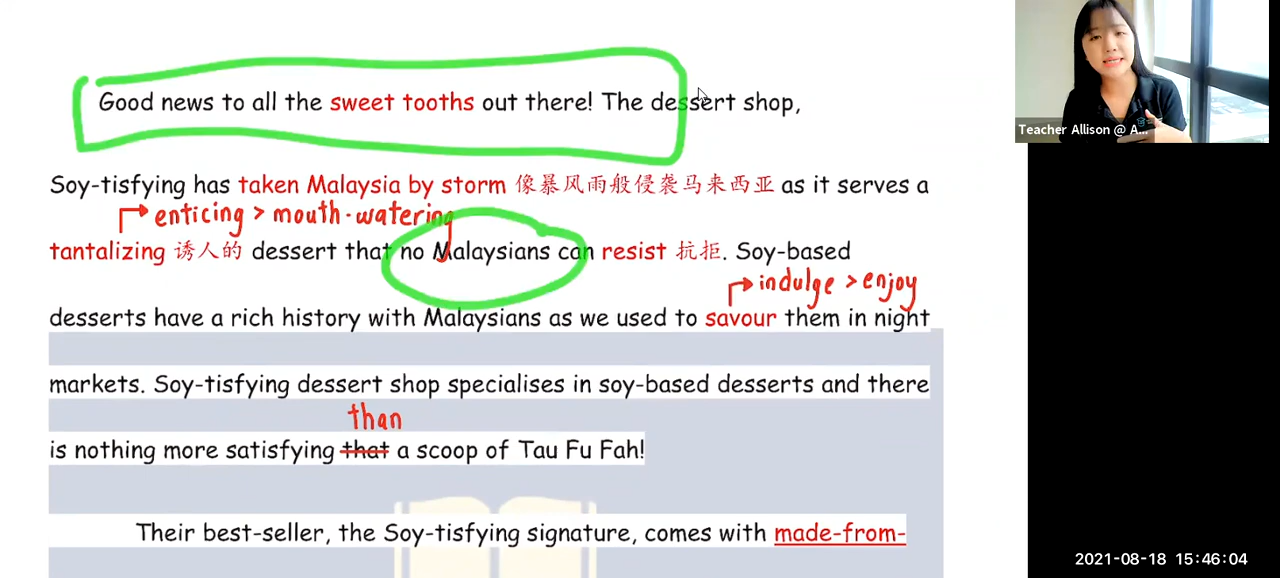 Good news to all the sweet tooths out there! The dessert shop,
Soy-tisfying has taken Malaysia by storm 像暴风雨般侵袭马来西亚 as it serves a
enticing > mouth-watering
tantalizing 诱人的 dessert that no Malaysians can resist 抗拒. Soy-based
indulge > enjoy
desserts have a rich history with Malaysians as we used to savour them in night
markets. Soy-tisfying dessert shop specialises in soy-based desserts and there
than
is nothing more satisfying that a scoop of Tau Fu Fah!
Their best-seller, the Soy-tisfying signature, comes with made-from-
Teacher Allison @ A...
2021-08-18 15:46:04